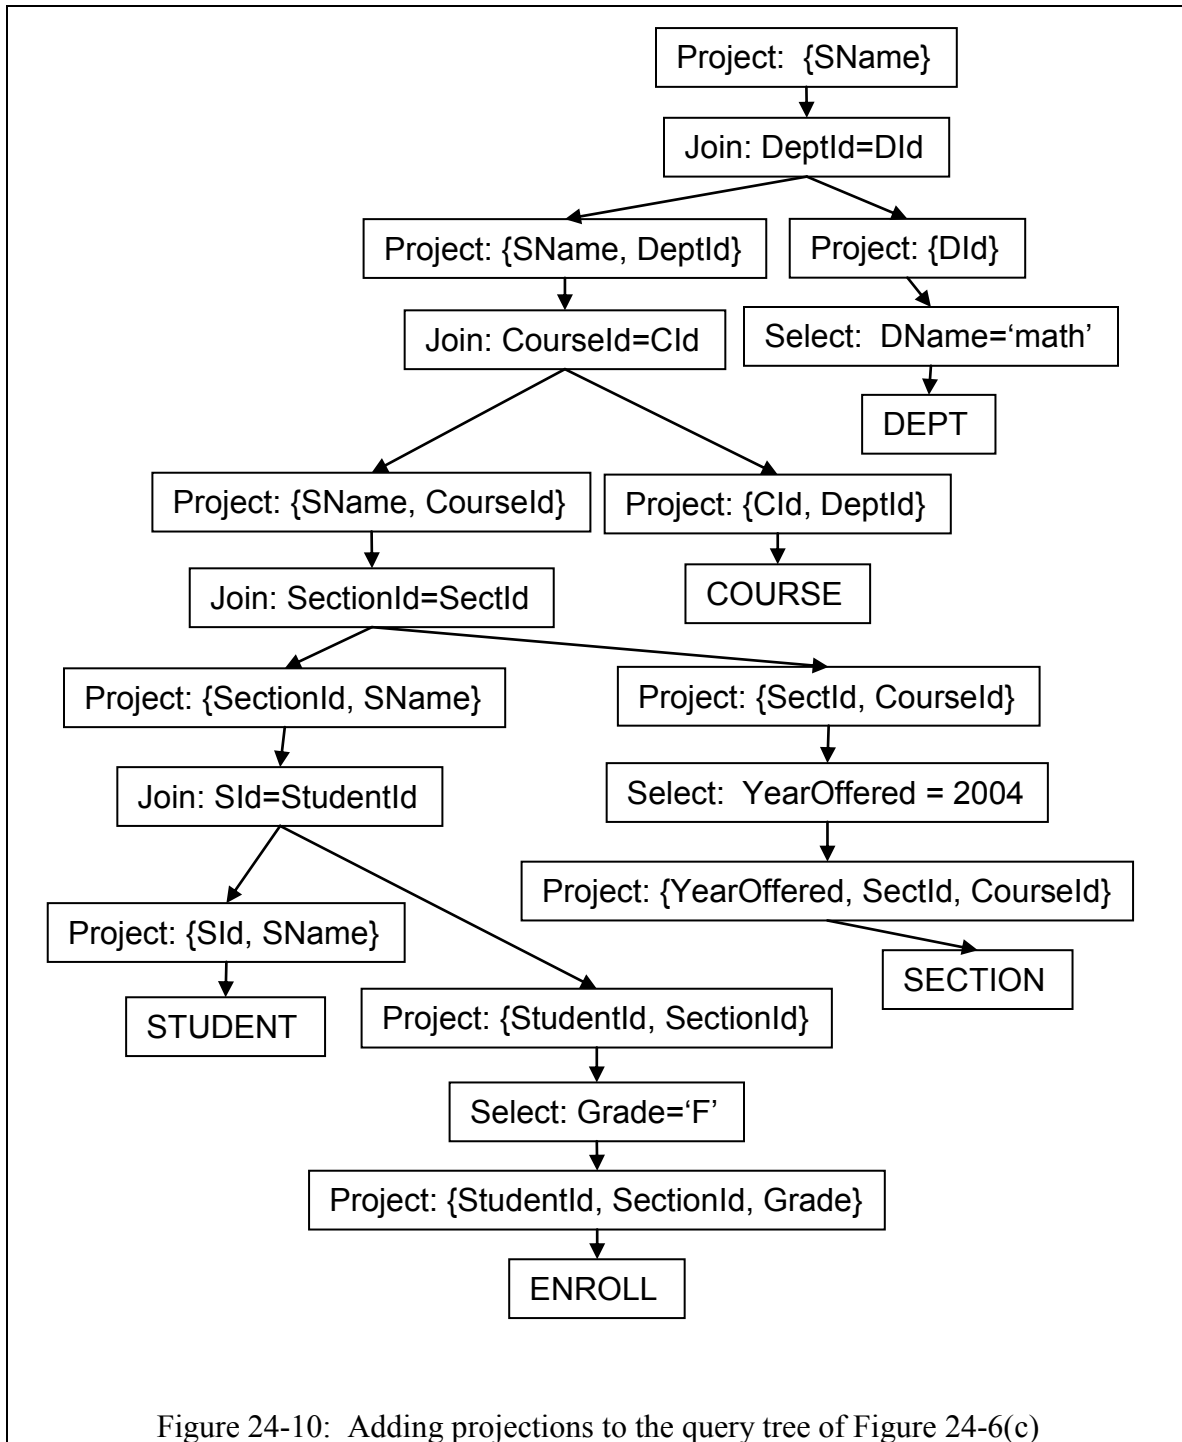 Project:  {SName}
Join: DeptId=DId
Project: {SName, DeptId}
Project: {DId}
Join: CourseId=CId
Select:  DName=‘math’
DEPT
Project: {SName, CourseId}
Project: {CId, DeptId}
Join: SectionId=SectId
COURSE
Project: {SectionId, SName}
Project: {SectId, CourseId}
Join: SId=StudentId
Select:  YearOffered = 2004
Project: {YearOffered, SectId, CourseId}
Project: {SId, SName}
SECTION
STUDENT
Project: {StudentId, SectionId}
Select: Grade=‘F’
Project: {StudentId, SectionId, Grade}
ENROLL
Figure 24-10:  Adding projections to the query tree of Figure 24-6(c)